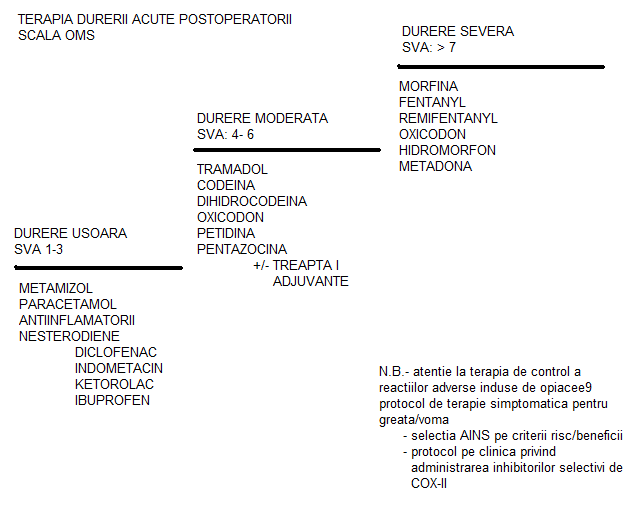 TERAPIA DURERII ACUTE POSTOPERATORII
SCALA OMS
DURERE SEVERA
SVA: > 7
MORFINA
FENTANYL
REMIFENTANYL
OXICODON
HIDROMORFON
METADONA
DURERE MODERATA
SVA: 4- 6
TRAMADOL
CODEINA
DIHIDROCODEINA
OXICODON
PETIDINA
PENTAZOCINA
+/- TREAPTA I
ADJUVANTE
DURERE USOARA
SVA 1-3
METAMIZOL
PARACETAMOL
ANTIINFLAMATORII
NESTERODIENE
DICLOFENAC
INDOMETACIN
KETOROLAC
IBUPROFEN
N.B.- atentie la terapia de control a
reactiilor adverse induse de opiacee9
protocol de terapie simptomatica pentru
greata/voma
- selectia AINS pe criterii risc/beneficii
- protocol pe clinica privind
administrarea inhibitorilor selectivi de
COX-II